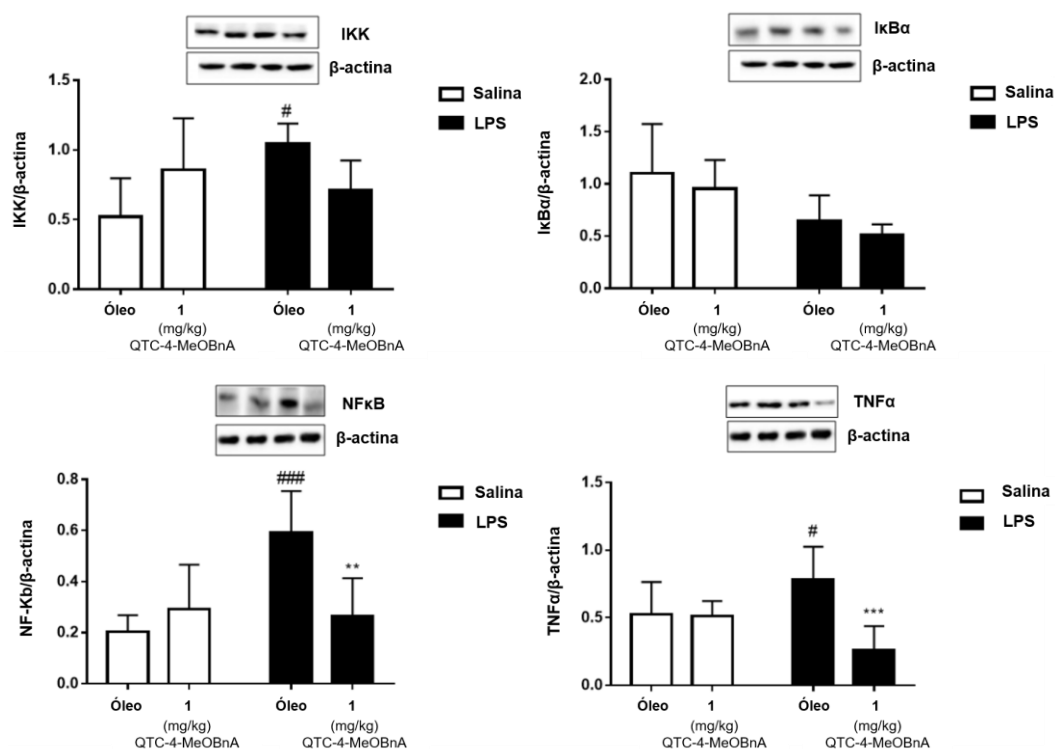 IKK
β-actina
1.5
1.0
0.5
0.0
IKK/β-actina
#
Salina
LPS
Óleo 1 Óleo 1
(mg/kg) (mg/kg)
QTC-4-MeOBnA QTC-4-MeOBnA
IκBα
β-actina
2.0
1.5
1.0
0.5
0.0
IκBα/β-actina
Salina
LPS
Óleo 1 Óleo 1
(mg/kg) (mg/kg)
QTC-4-MeOBnA QTC-4-MeOBnA
NFκB
β-actina
0.8
0.6
0.4
0.2
0.0
NF-Kb/β-actina
###
**
Salina
LPS
Óleo 1 Óleo 1
(mg/kg) (mg/kg)
QTC-4-MeOBnA QTC-4-MeOBnA
TNFα
β-actina
1.5
1.0
0.5
0.0
TNFα/β-actina
#
***
Salina
LPS
Óleo 1 Óleo 1
(mg/kg) (mg/kg)
QTC-4-MeOBnA QTC-4-MeOBnA